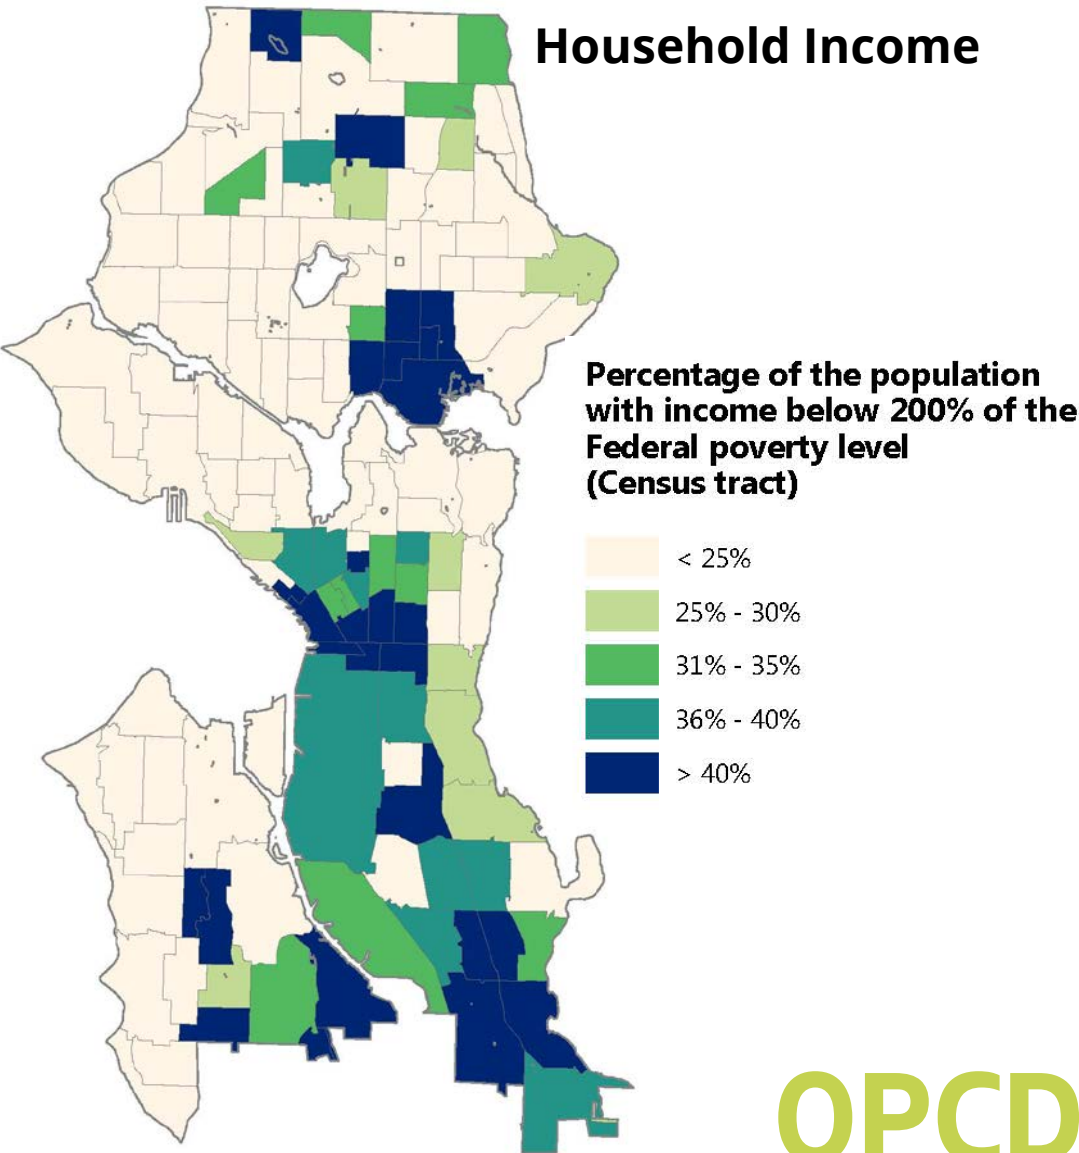 Household Income
Percentage of the population
with income below 200% of the
Federal poverty level
(Census tract)
< 25%
25% - 30%
31% - 35%
36% - 40%
> 40%
OPCD